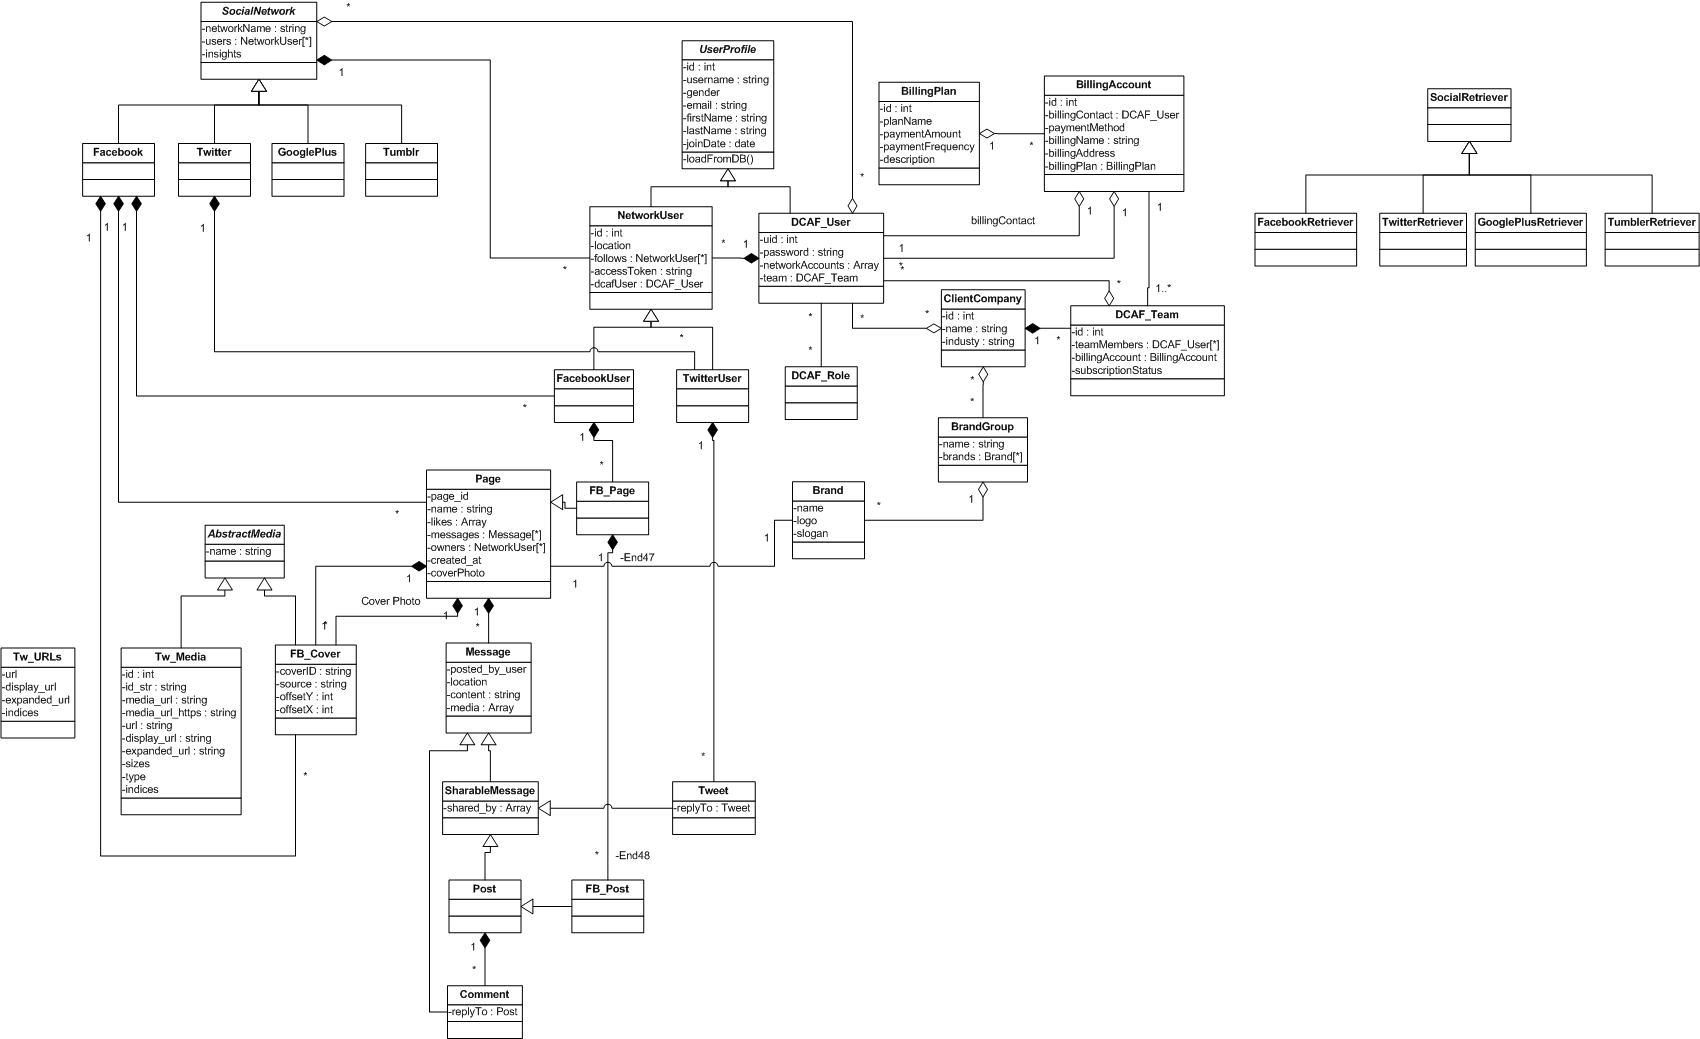 SocialNetwork
-networkName : string
-users : NetworkUser[*]
-insights
*
1
UserProfile
-id : int
-username : string
-gender
-email : string
-firstName : string
-lastName : string
-joinDate : date
-loadFromDB()
BillingPlan
-id : int
-planName
-paymentAmount
-paymentFrequency
-description
1
*
BillingAccount
-id : int
-billingContact : DCAF_User
-paymentMethod
-billingName : string
-billingAddress
-billingPlan : BillingPlan
SocialRetriever
Facebook
Twitter
GooglePlus
Tumblr
FacebookRetriever
TwitterRetriever
GooglePlusRetriever
TumblerRetriever
NetworkUser
-id : int
-location
-follows : NetworkUser[*]
-accessToken : string
-dcafUser : DCAF_User
*
*
1
*
DCAF_User
-uid : int
-password : string
-networkAccounts : Array
-team : DCAF_Team
billingContact
1
1
1
1
*
*
*
1..*
1
1
1
1
ClientCompany
-id : int
-name : string
-industy : string
*
*
1
*
DCAF_Team
-id : int
-teamMembers : DCAF_User[*]
-billingAccount : BillingAccount
-subscriptionStatus
*
*
DCAF_Role
*
FacebookUser
TwitterUser
*
1
*
1
*
*
BrandGroup
-name : string
-brands : Brand[*]
1
*
Brand
-name
-logo
-slogan
1
Page
-page_id
-name : string
-likes : Array
-messages : Message[*]
-owners : NetworkUser[*]
-created_at
-coverPhoto
*
1
1
FB_Page
1
-End47
1
AbstractMedia
-name : string
Cover Photo
1
*
1
*
Tw_URLs
-url
-display_url
-expanded_url
-indices
Tw_Media
-id : int
-id_str : string
-media_url : string
-media_url_https : string
-url : string
-display_url : string
-expanded_url : string
-sizes
-type
-indices
FB_Cover
-coverID : string
-source : string
-offsetY : int
-offsetX : int
*
Message
-posted_by_user
-location
-content : string
-media : Array
*
SharableMessage
-shared_by : Array
Tweet
-replyTo : Tweet
*
-End48
Post
FB_Post
1
*
Comment
-replyTo : Post